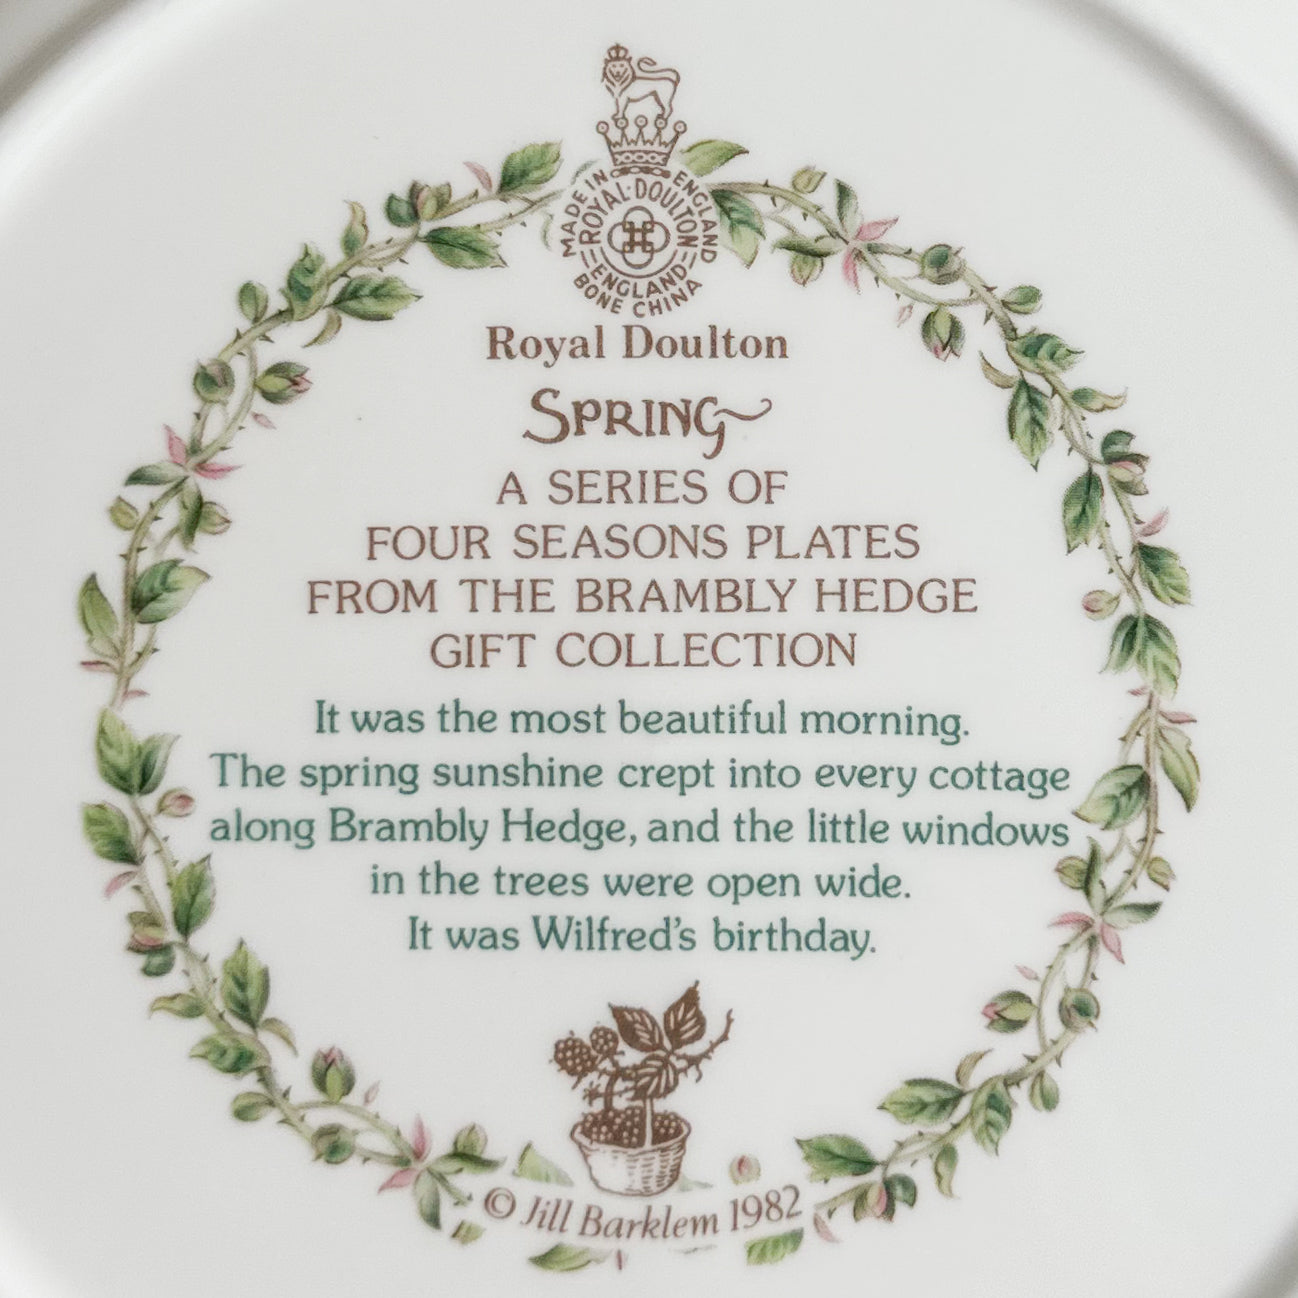 MADE IN ENGLAND
ROYAL·DOULTON
ENGLAND
BONE CHINA
Royal Doulton
SPRING
A SERIES OF
FOUR SEASONS PLATES
FROM THE BRAMBLY HEDGE
GIFT COLLECTION
It was the most beautiful morning.
The spring sunshine crept into every cottage
along Brambly Hedge, and the little windows
in the trees were open wide.
It was Wilfred's birthday.
© Jill Barklem 1982